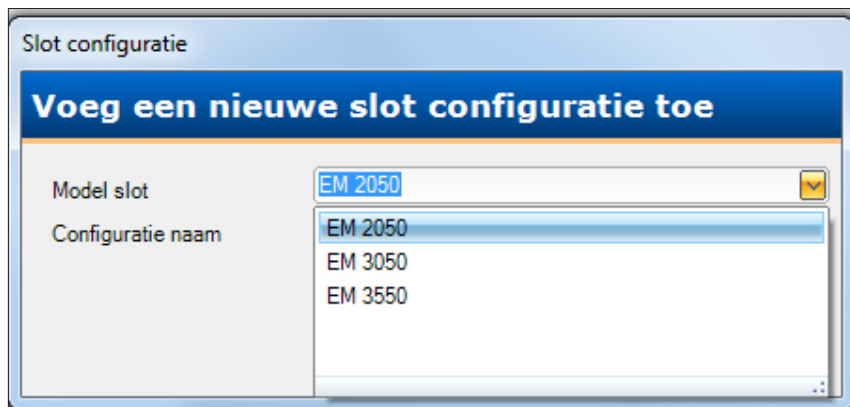 Slot configuratie
Voeg een nieuwe slot configuratie toe
Model slot EM 2050
Configuratie naam
EM 2050
EM 3050
EM 3550